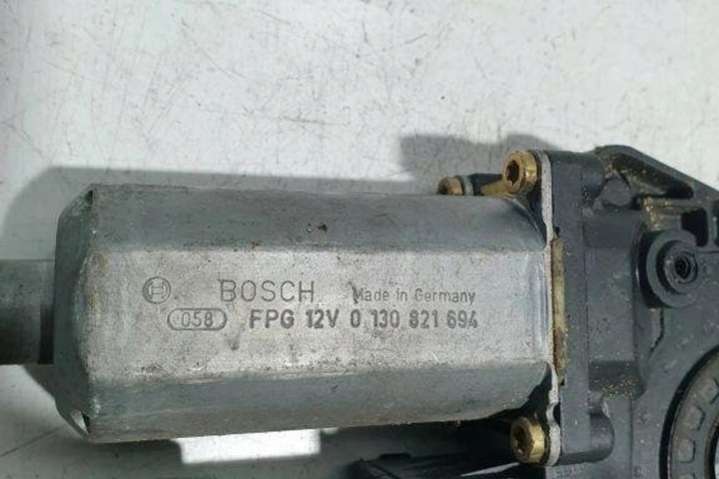 BOSCH Made in Germany
058 FPG 12V 0 130 821 694